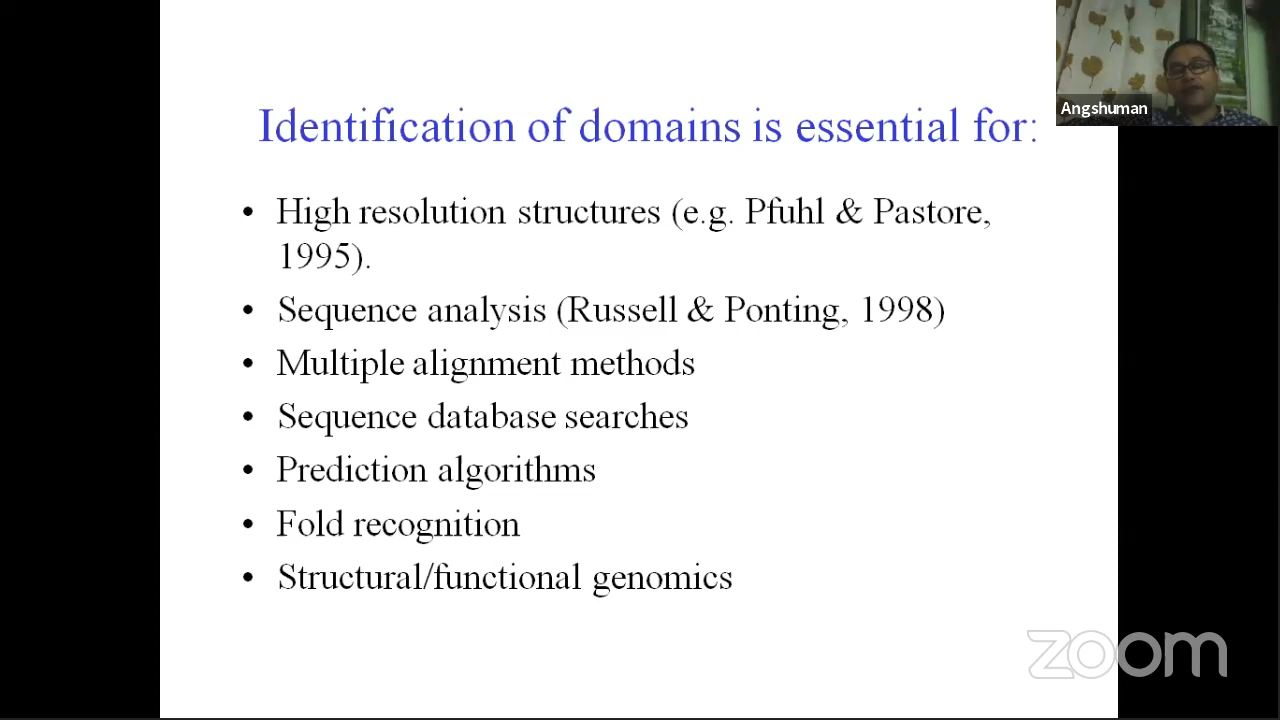 Angshuman
Identification of domains is essential for:
• High resolution structures (e.g. Pfuhl & Pastore,
1995).
• Sequence analysis (Russell & Ponting, 1998)
• Multiple alignment methods
• Sequence database searches
• Prediction algorithms
• Fold recognition
• Structural/functional genomics
zoom